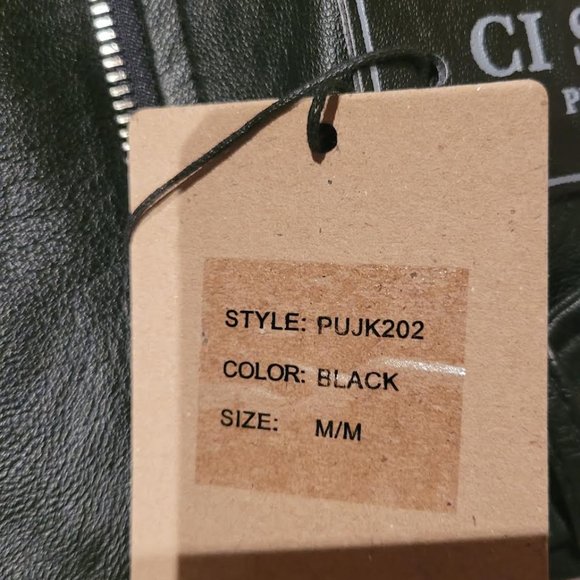 CI S
P
STYLE: PUJK202
COLOR: BLACK
SIZE: M/M